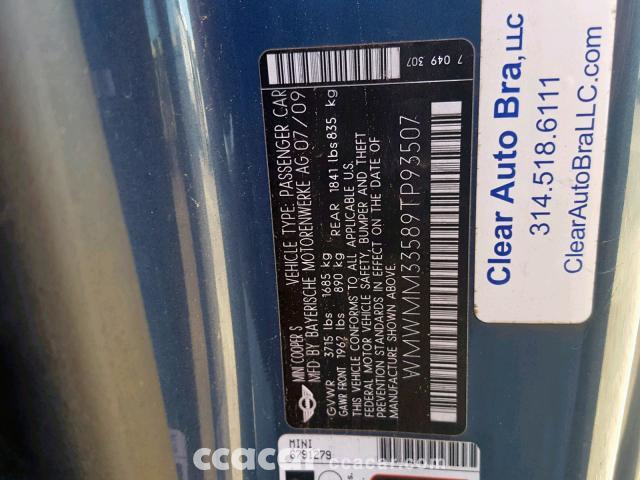 MINI COOPER S
VEHICLE TYPE: PASSENGER CAR
MFD BY BAYERISCHE MOTORENWERKE AG 07/09
GVWR 3715 lbs 1685 kg REAR 1841 lbs 835 kg
GAWR FRONT 1962 lbs 890 kg
THIS VEHICLE CONFORMS TO ALL APPLICABLE U.S.
FEDERAL MOTOR VEHICLE SAFETY, BUMPER AND THEFT
PREVENTION STANDARDS IN EFFECT ON THE DATE OF
MANUFACTURE SHOWN ABOVE.
WMWMM33589TP93507
7 049 307
Clear Auto Bra, LLC
314.518.6111
ClearAutoBraLLC.com
MINI
6791279
ccacar.com